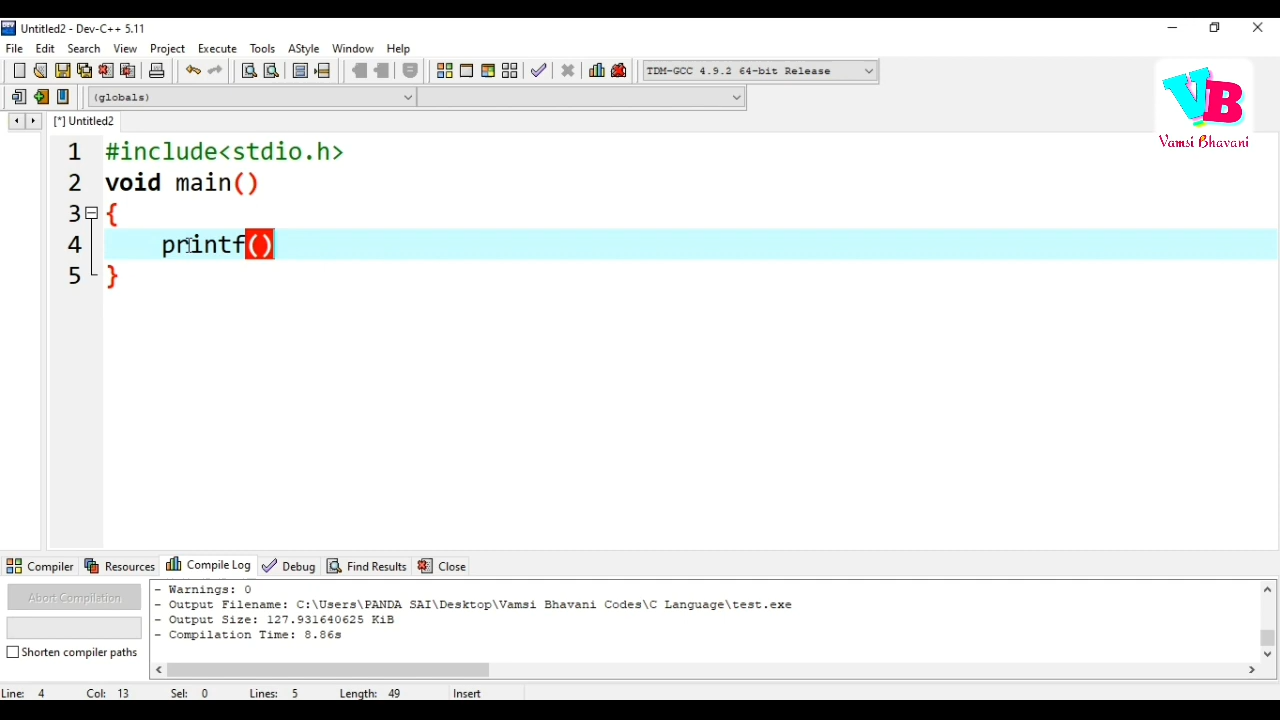 Untitled2 - Dev-C++ 5.11
File Edit Search View Project Execute Tools AStyle Window Help
TDM-GCC 4.9.2 64-bit Release
(globals)
VB
Vamsi Bhavani
[*] Untitled2
1 #include<stdio.h>
2 void main()
3 {
4 printf()
5 }
Compiler Resources Compile Log Debug Find Results Close
Abort Compilation
Shorten compiler paths
- Warnings: 0
- Output Filename: C:\Users\PANDA SAI\Desktop\Vamsi Bhavani Codes\C Language\test.exe
- Output Size: 127.931640625 KiB
- Compilation Time: 8.86s
Line: 4 Col: 13 Sel: 0 Lines: 5 Length: 49 Insert